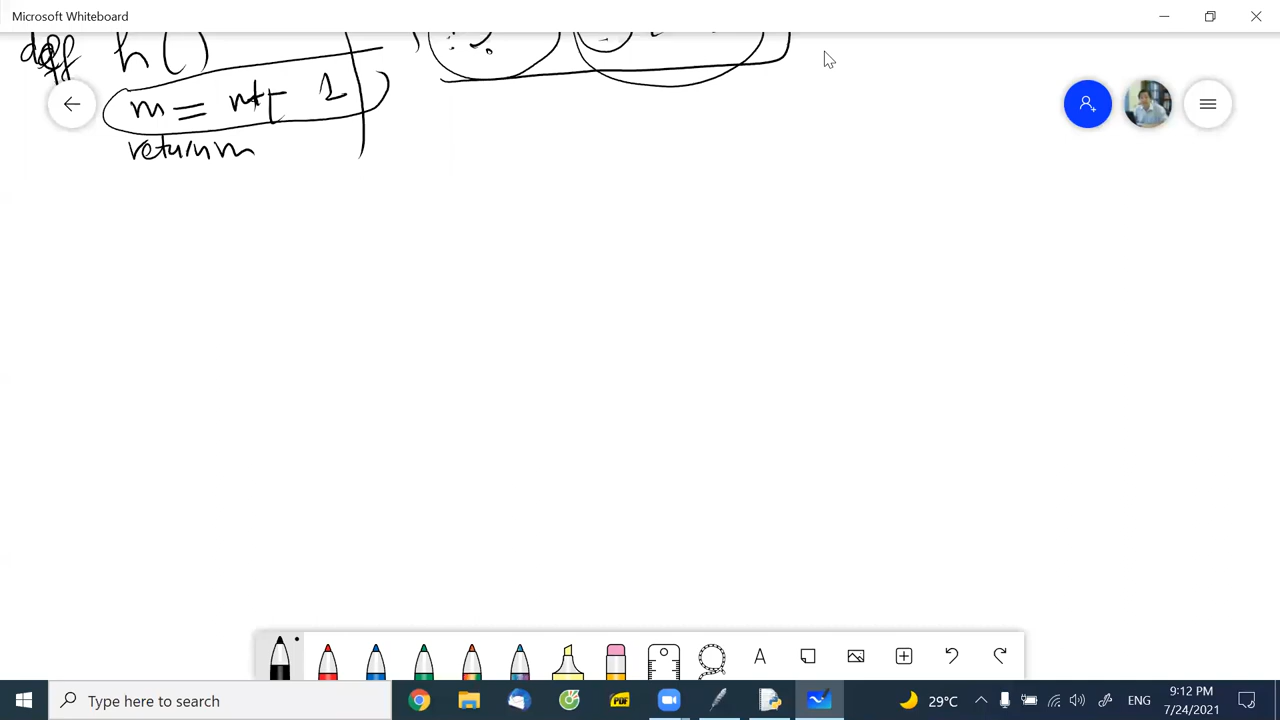 Microsoft Whiteboard
def h()
m = n + 1
return m
A
Type here to search
29°C
ENG
9:12 PM
7/24/2021